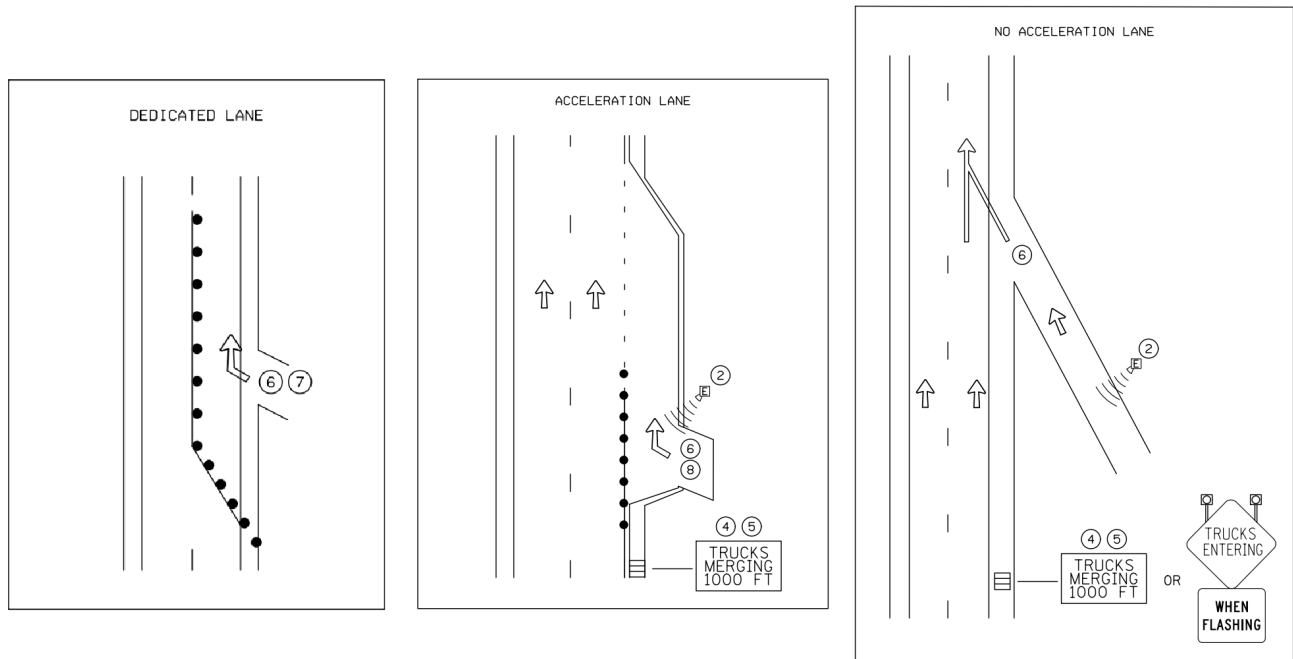 DEDICATED LANE
6 7
ACCELERATION LANE
2
E
6
8
4 5
TRUCKS
MERGING
1000 FT
NO ACCELERATION LANE
6
2
E
4 5
TRUCKS
MERGING
1000 FT
OR
TRUCKS
ENTERING
WHEN
FLASHING